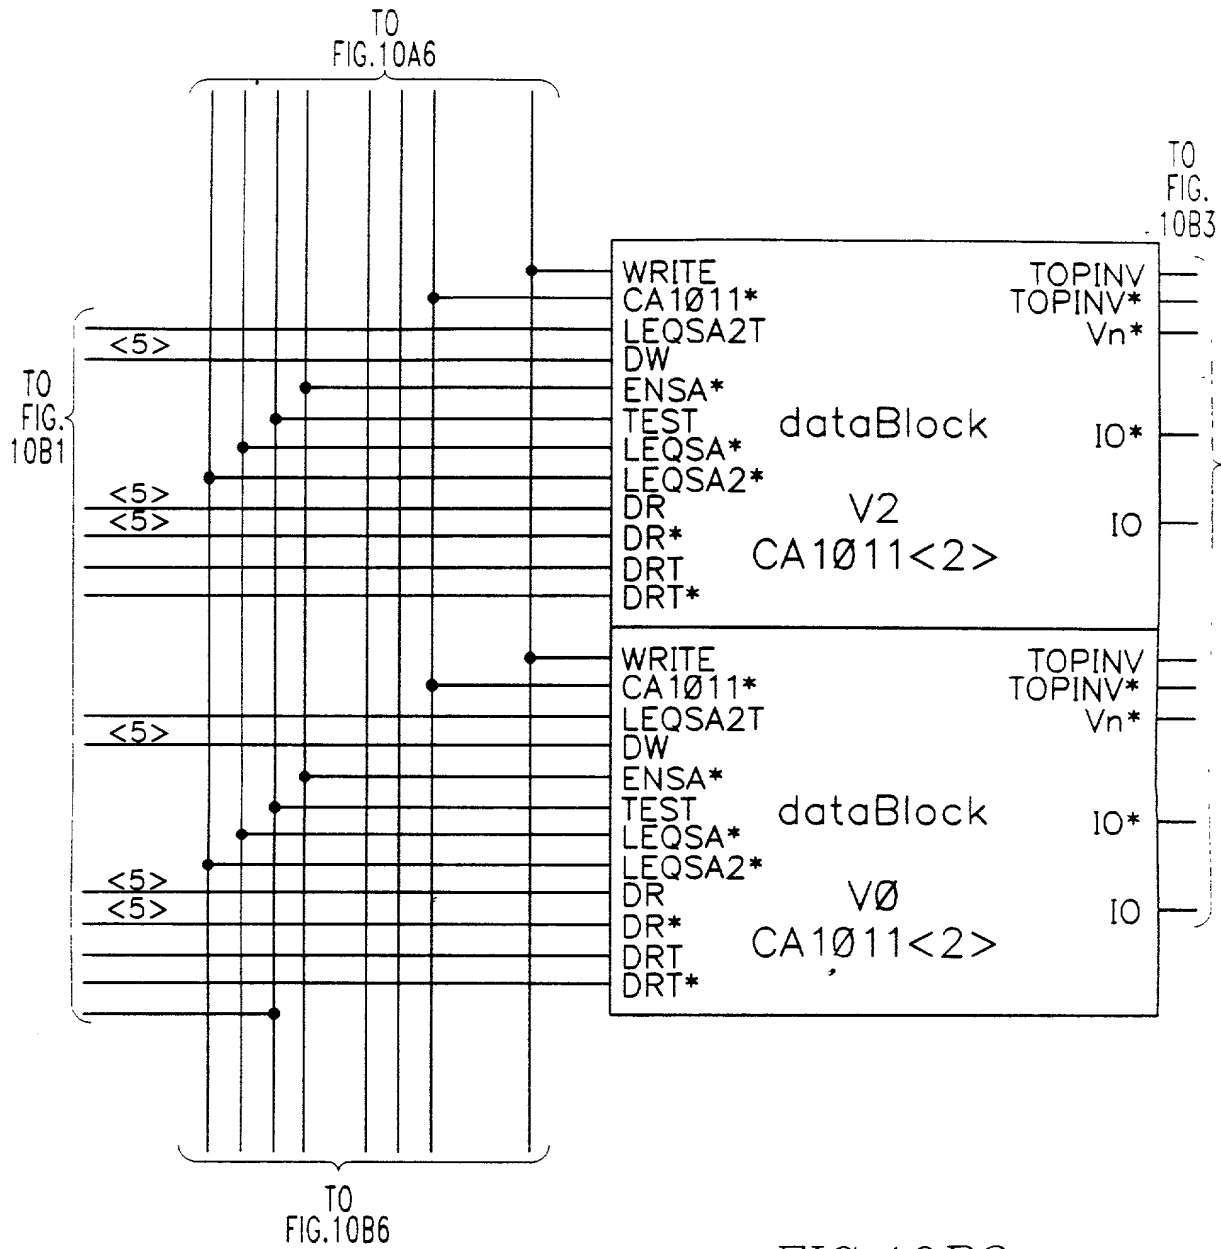 TO
FIG.10A6
TO
FIG.
10B3
TO
FIG.
10B1
<5>
<5>
<5>
WRITE
CA1Ø11*
LEQSA2T
DW
ENSA*
TEST
LEQSA*
LEQSA2*
DR
DR*
DRT
DRT*
dataBlock
V2
CA1Ø11<2>
TOPINV
TOPINV*
Vn*
IO*
IO
<5>
<5>
<5>
WRITE
CA1Ø11*
LEQSA2T
DW
ENSA*
TEST
LEQSA*
LEQSA2*
DR
DR*
DRT
DRT*
dataBlock
VØ
CA1Ø11<2>
TOPINV
TOPINV*
Vn*
IO*
IO
TO
FIG.10B6